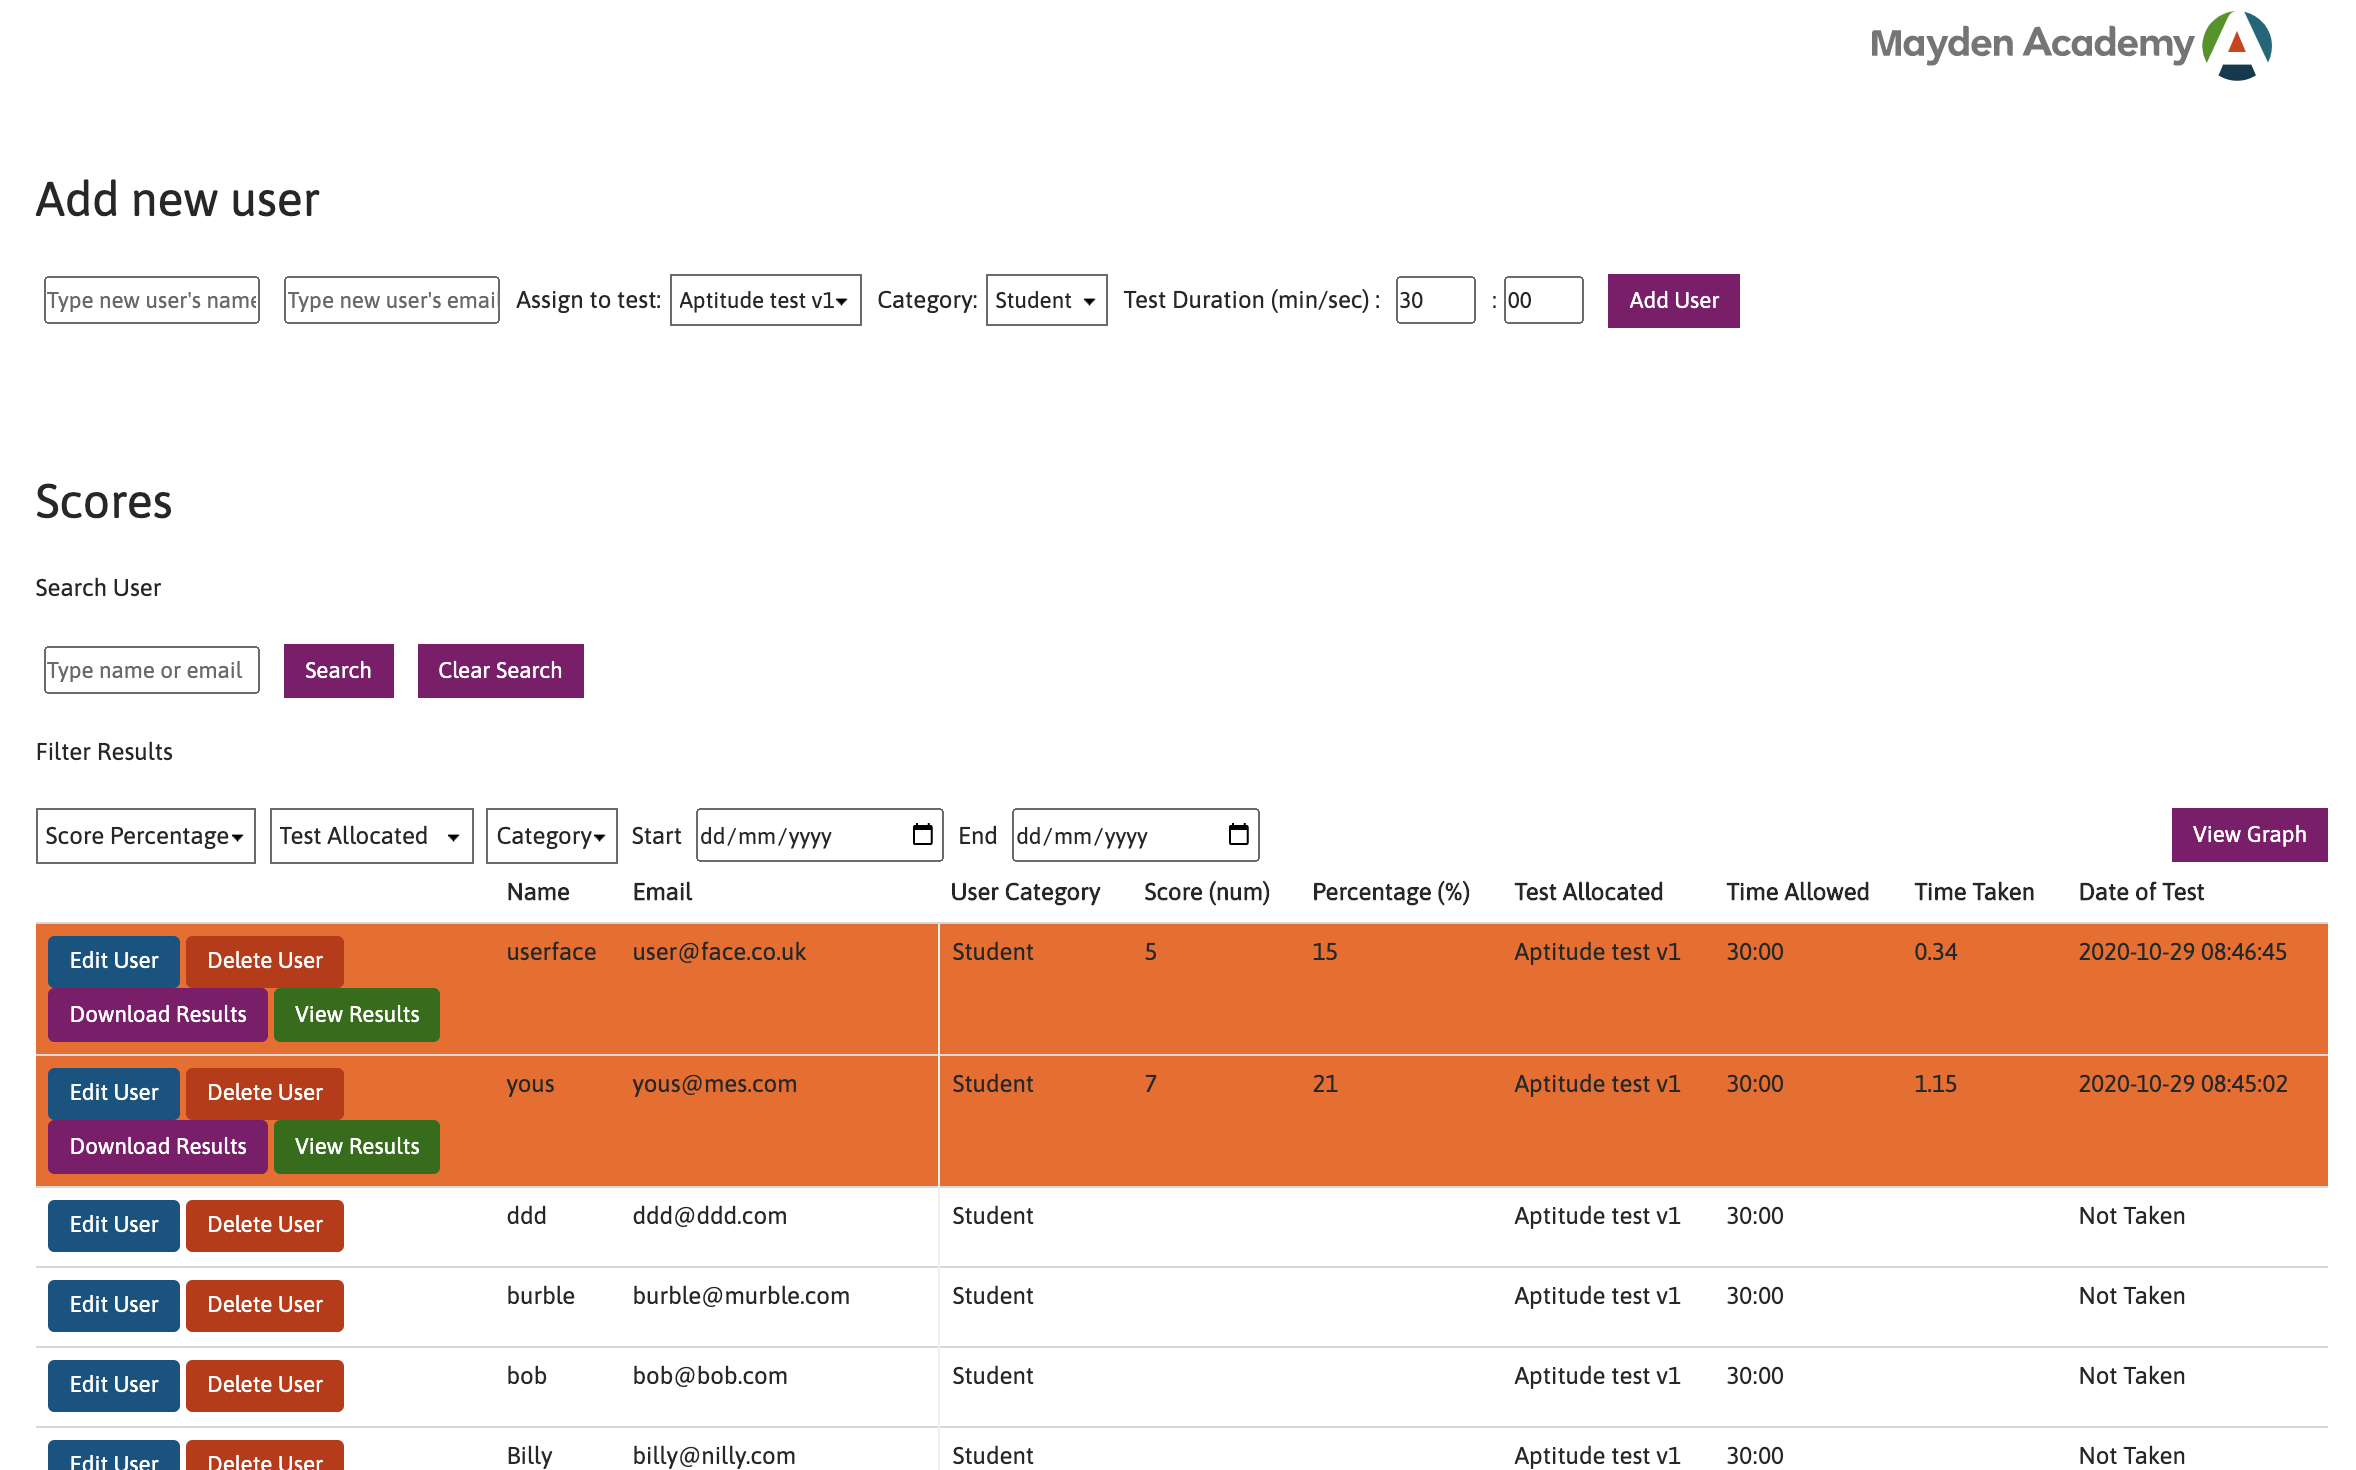 Mayden Academy
Add new user
Type new user's name Type new user's emai Assign to test: Aptitude test v1 Category: Student Test Duration (min/sec) : 30 : 00 Add User
Scores
Search User
Type name or email Search Clear Search
Filter Results
Score Percentage Test Allocated Category Start dd/mm/yyyy End dd/mm/yyyy View Graph
Name Email User Category Score (num) Percentage (%) Test Allocated Time Allowed Time Taken Date of Test
Edit User Delete User userface user@face.co.uk Student 5 15 Aptitude test v1 30:00 0.34 2020-10-29 08:46:45
Download Results View Results
Edit User Delete User yous yous@mes.com Student 7 21 Aptitude test v1 30:00 1.15 2020-10-29 08:45:02
Download Results View Results
Edit User Delete User ddd ddd@ddd.com Student Aptitude test v1 30:00 Not Taken
Edit User Delete User burble burble@murble.com Student Aptitude test v1 30:00 Not Taken
Edit User Delete User bob bob@bob.com Student Aptitude test v1 30:00 Not Taken
Edit User Delete User Billy billy@nilly.com Student Aptitude test v1 30:00 Not Taken